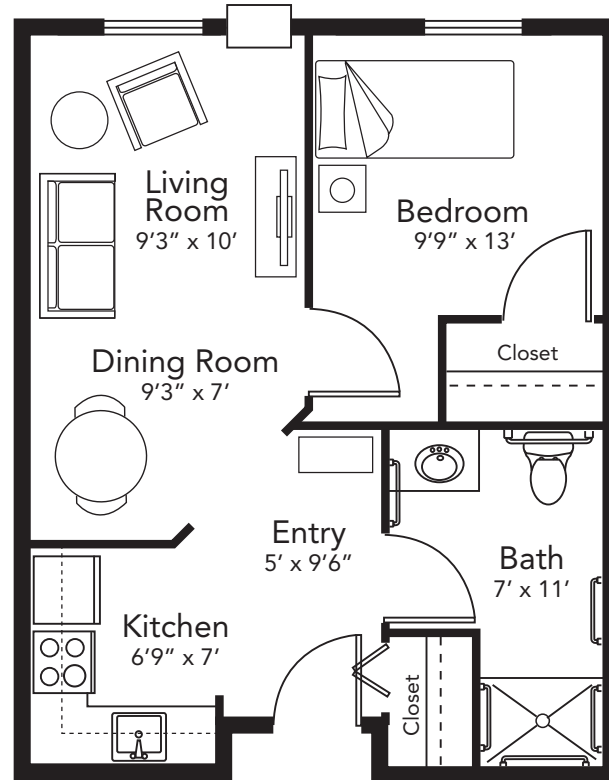 Living
Room
9’3” x 10’
Bedroom
9’9” x 13’
Closet
Dining Room
9’3” x 7’
Entry
5’ x 9’6”
Bath
7’ x 11’
Kitchen
6’9” x 7’
Closet